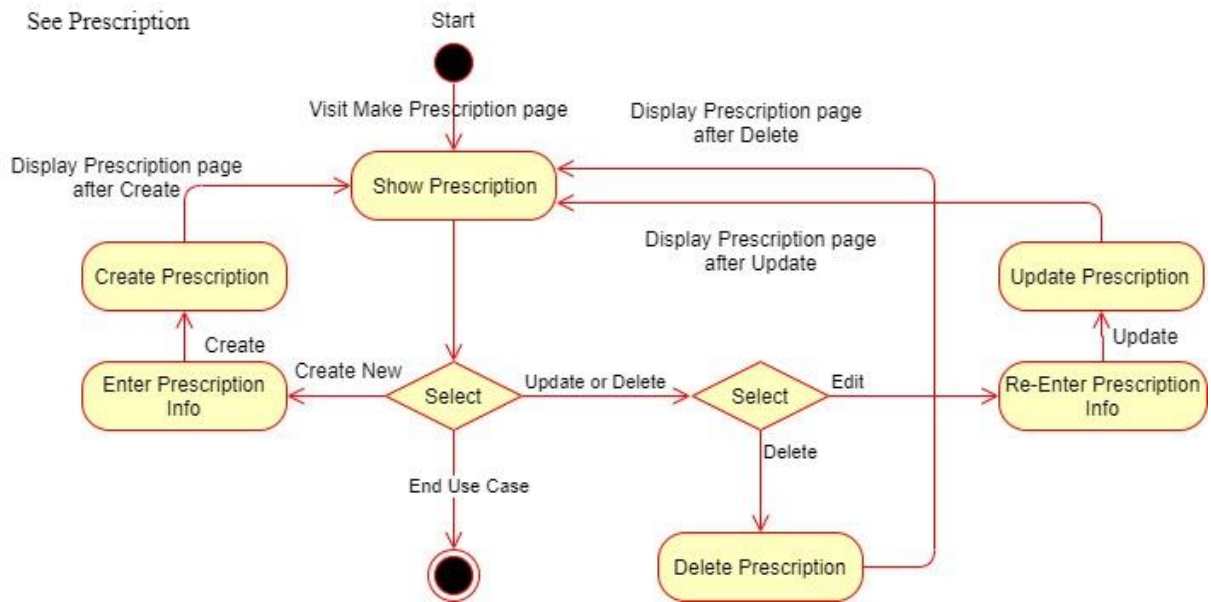 See Prescription
Start
Visit Make Prescription page
Display Prescription page
after Delete
Display Prescription page
after Create
Show Prescription
Display Prescription page
after Update
Create Prescription
Update Prescription
Create
Update
Enter Prescription
Info
Create New
Select
Update or Delete
Select
Edit
Re-Enter Prescription
Info
Delete
End Use Case
Delete Prescription